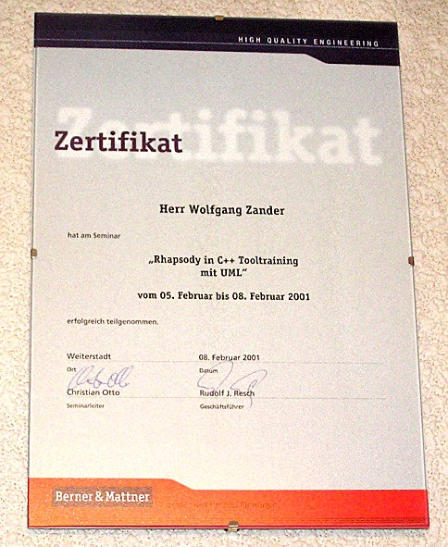 HIGH QUALITY ENGINEERING
Zertifikat
Zertifikat
Herr Wolfgang Zander
hat am Seminar
„Rhapsody in C++ Tooltraining
mit UML“
vom 05. Februar bis 08. Februar 2001
erfolgreich teilgenommen.
Weiterstadt 08. Februar 2001
Ort Datum
Christian Otto Rudolf J. Resch
Seminarleiter Geschäftsführer
Berner & Mattner